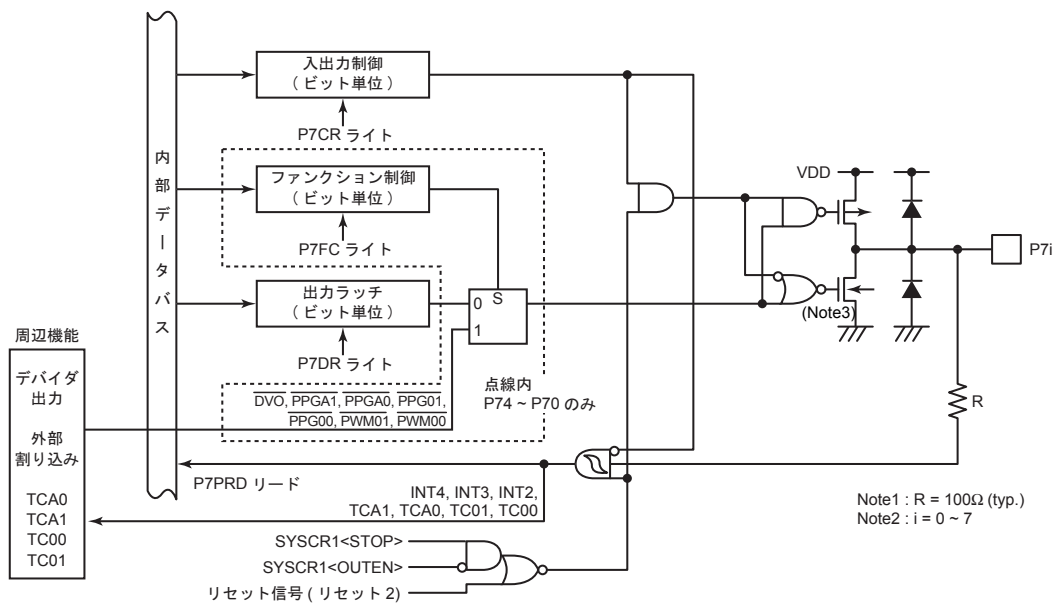 入出力制御
( ビット単位 )
P7CR ライト
内部データバス
ファンクション制御
( ビット単位 )
P7FC ライト
出力ラッチ
( ビット単位 )
P7DR ライト
0
S
1
点線内
P74 ~ P70 のみ
DVO, PPGA1, PPGA0, PPG01,
PPG00, PWM01, PWM00
VDD
P7i
(Note3)
R
周辺機能
デバイダ
出力
外部
割り込み
TCA0
TCA1
TC00
TC01
P7PRD リード
INT4, INT3, INT2,
TCA1, TCA0, TC01, TC00
SYSCR1<STOP>
SYSCR1<OUTEN>
リセット信号 ( リセット 2)
Note1 : R = 100Ω (typ.)
Note2 : i = 0 ~ 7